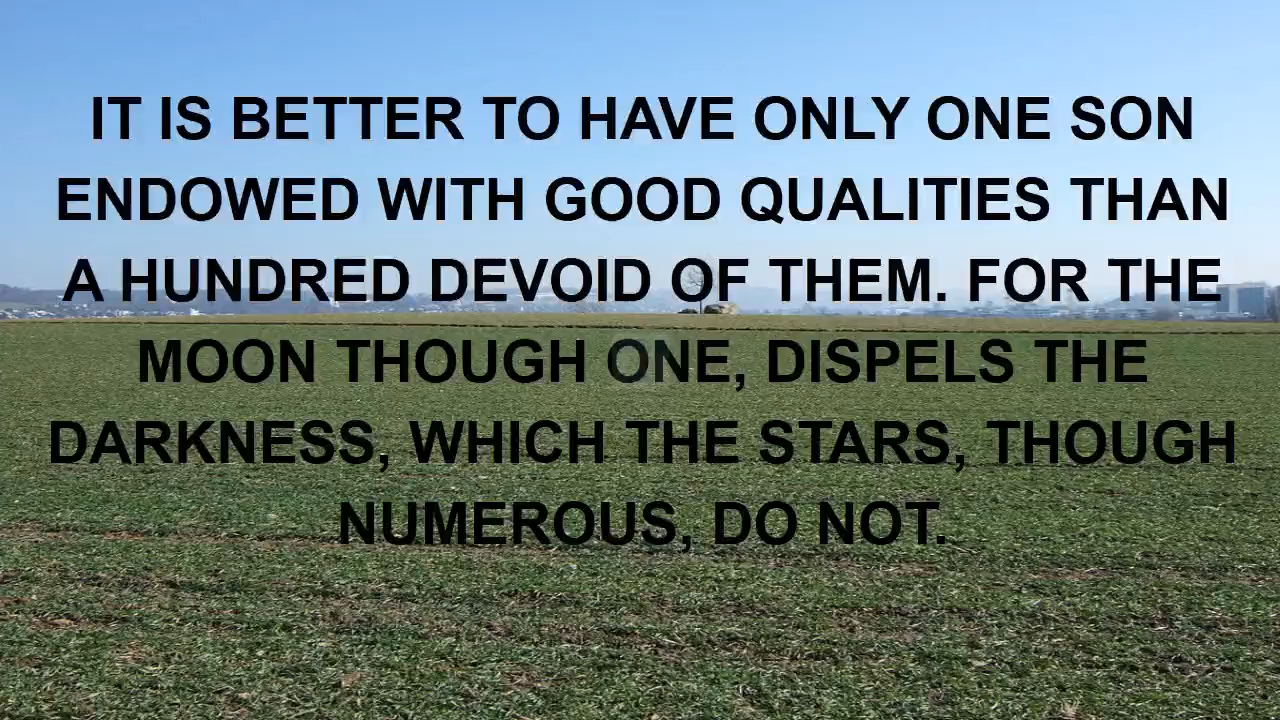 IT IS BETTER TO HAVE ONLY ONE SON
ENDOWED WITH GOOD QUALITIES THAN
A HUNDRED DEVOID OF THEM. FOR THE
MOON THOUGH ONE, DISPELS THE
DARKNESS, WHICH THE STARS, THOUGH
NUMEROUS, DO NOT.